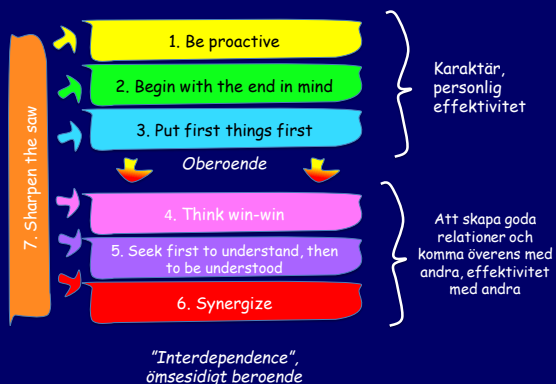 7. Sharpen the saw
1. Be proactive
2. Begin with the end in mind
3. Put first things first
Karaktär,
personlig
effektivitet
Oberoende
4. Think win-win
5. Seek first to understand, then
to be understood
6. Synergize
Att skapa goda
relationer och
komma överens med
andra, effektivitet
med andra
"Interdependence",
ömsesidigt beroende